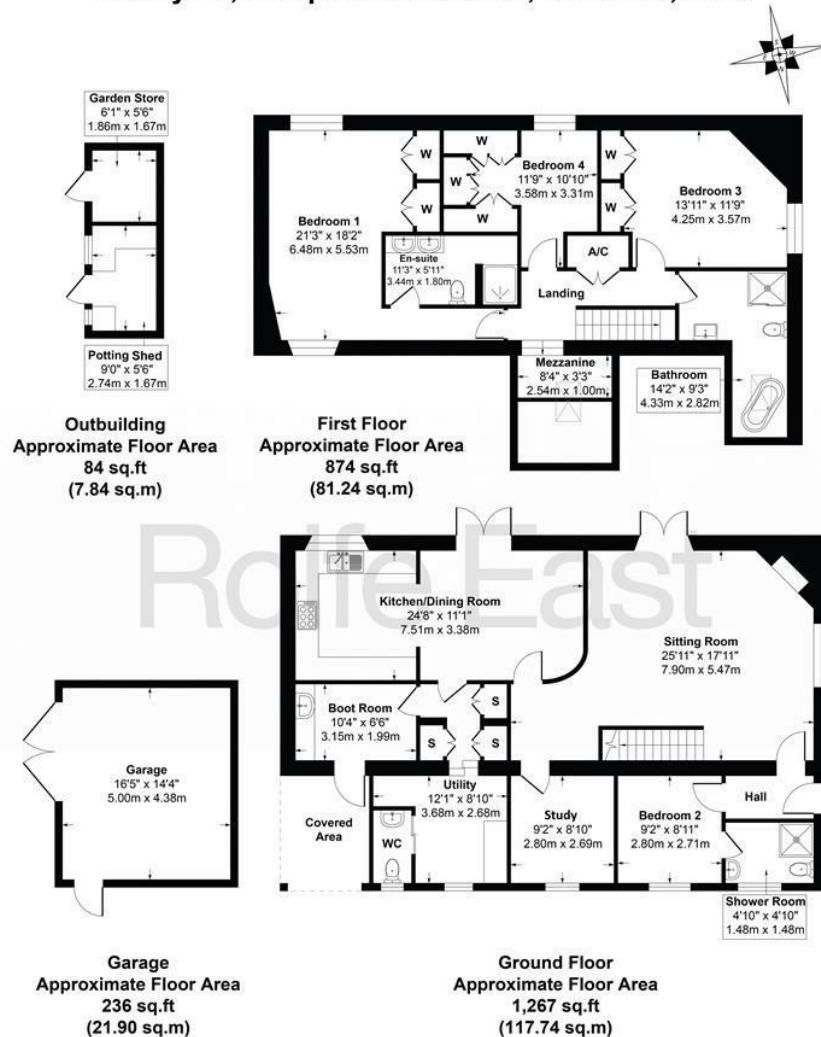 Garden Store
6'1" x 5'6"
1.86m x 1.67m
Potting Shed
9'0" x 5'6"
2.74m x 1.67m
Outbuilding
Approximate Floor Area
84 sq.ft
(7.84 sq.m)
W
W
W
W
W
Bedroom 4
11'9" x 10'10"
3.58m x 3.31m
W
W
Bedroom 3
13'11" x 11'9"
4.25m x 3.57m
Bedroom 1
21'3" x 18'2"
6.48m x 5.53m
En-suite
11'3" x 5'11"
3.44m x 1.80m
A/C
Landing
Mezzanine
8'4" x 3'3"
2.54m x 1.00m
Bathroom
14'2" x 9'3"
4.33m x 2.82m
First Floor
Approximate Floor Area
874 sq.ft
(81.24 sq.m)
Rolfe East
Kitchen/Dining Room
24'8" x 11'1"
7.51m x 3.38m
Sitting Room
25'11" x 17'11"
7.90m x 5.47m
Boot Room
10'4" x 6'6"
3.15m x 1.99m
S
S
S
Garage
16'5" x 14'4"
5.00m x 4.38m
Covered
Area
Utility
12'1" x 8'10"
3.68m x 2.68m
WC
Study
9'2" x 8'10"
2.80m x 2.69m
Bedroom 2
9'2" x 8'11"
2.80m x 2.71m
Hall
Shower Room
4'10" x 4'10"
1.48m x 1.48m
Garage
Approximate Floor Area
236 sq.ft
(21.90 sq.m)
Ground Floor
Approximate Floor Area
1,267 sq.ft
(117.74 sq.m)